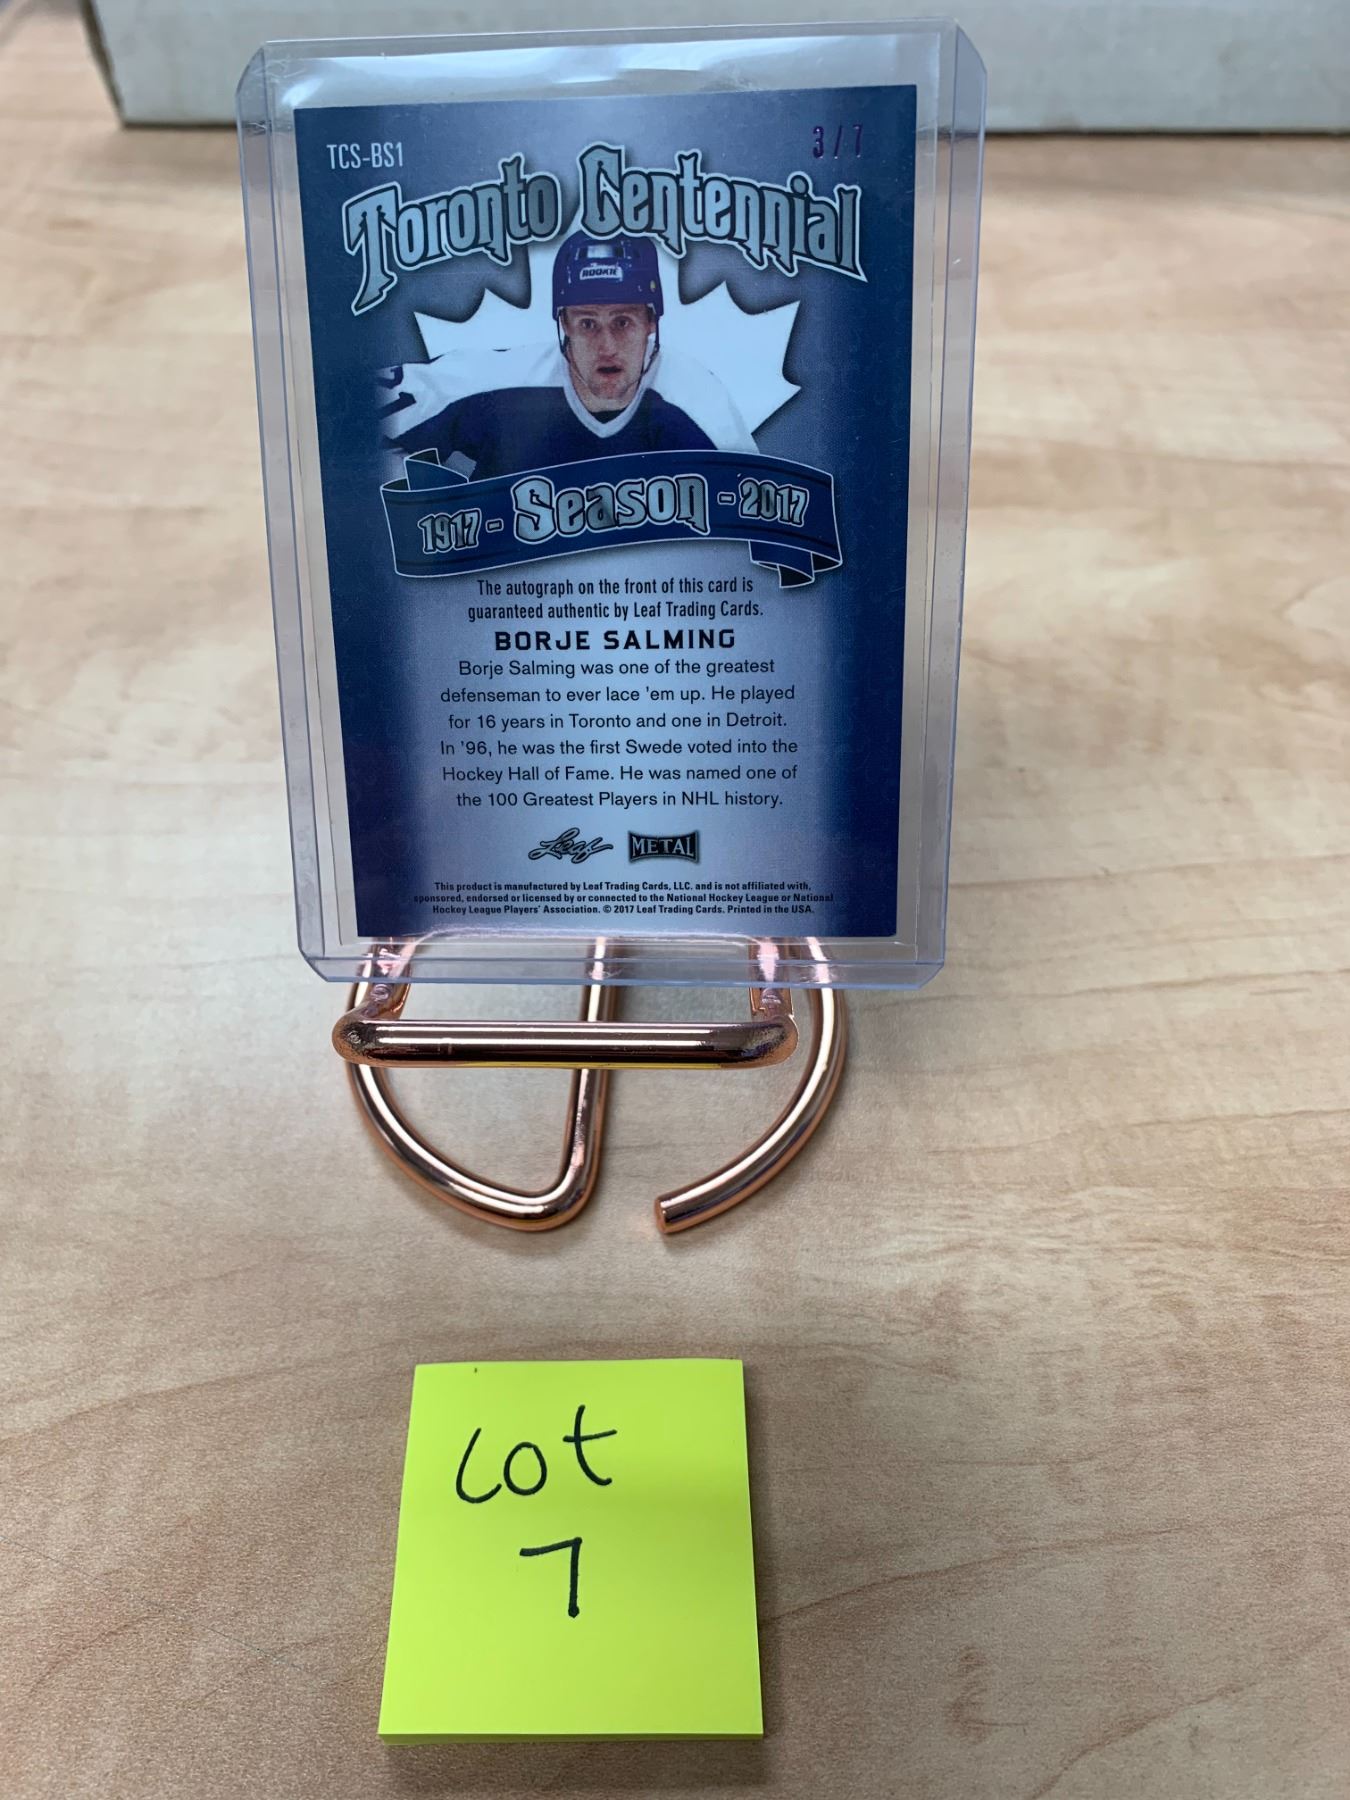 TCS-BS1 3/7
Toronto Centennial
ROOKIE
1917 - Season - 2017
The autograph on the front of this card is
guaranteed authentic by Leaf Trading Cards.
BORJE SALMING
Borje Salming was one of the greatest
defenseman to ever lace 'em up. He played
for 16 years in Toronto and one in Detroit.
In '96, he was the first Swede voted into the
Hockey Hall of Fame. He was named one of
the 100 Greatest Players in NHL history.
Leaf METAL
This product is manufactured by Leaf Trading Cards, LLC. and is not affiliated with,
sponsored, endorsed or licensed by or connected to the National Hockey League or National
Hockey League Players' Association. © 2017 Leaf Trading Cards. Printed in the USA.
Lot
7